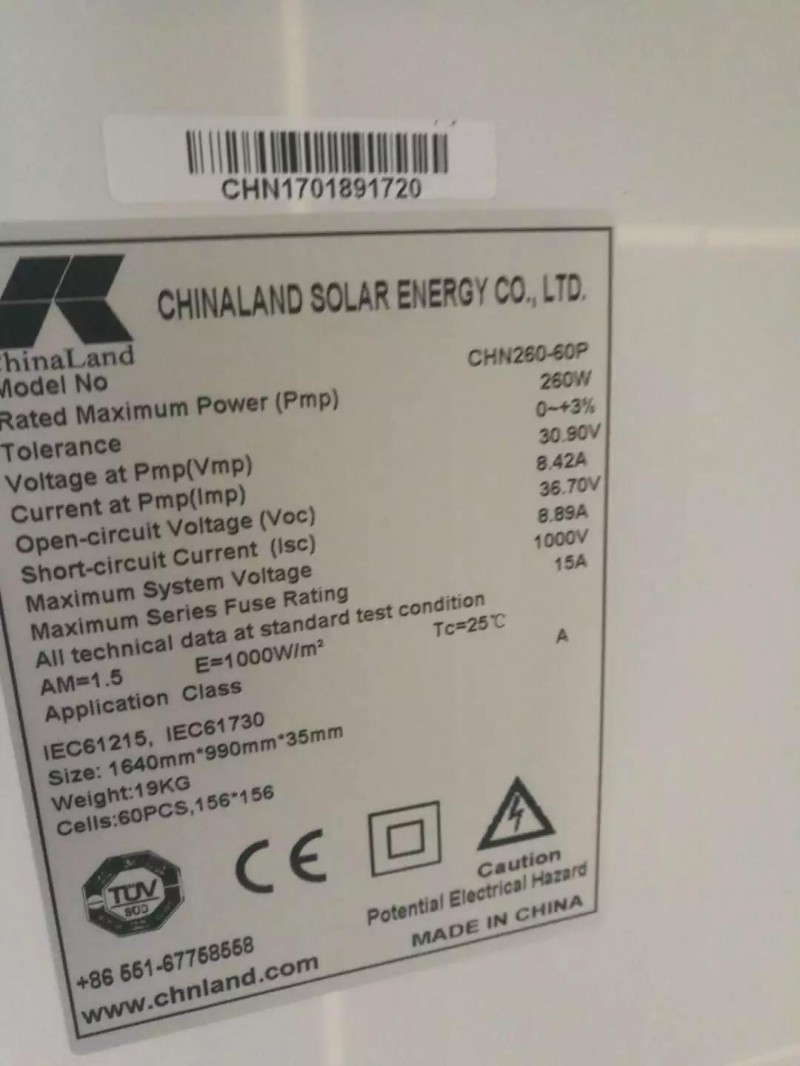 CHN1701891720
CHINALAND SOLAR ENERGY CO., LTD.
hinaLand
Model No CHN260-60P
Rated Maximum Power (Pmp) 260W
Tolerance 0~+3%
Voltage at Pmp(Vmp) 30.90V
Current at Pmp(Imp) 8.42A
Open-circuit Voltage (Voc) 36.70V
Short-circuit Current (Isc) 8.89A
Maximum System Voltage 1000V
Maximum Series Fuse Rating 15A
All technical data at standard test condition
AM=1.5 E=1000W/m² Tc=25℃
Application Class A
IEC61215, IEC61730
Size: 1640mm*990mm*35mm
Weight:19KG
Cells:60PCS,156*156
TÜV
SÜD
CE
Caution
Potential Electrical Hazard
MADE IN CHINA
+86 551-67758558
www.chnland.com